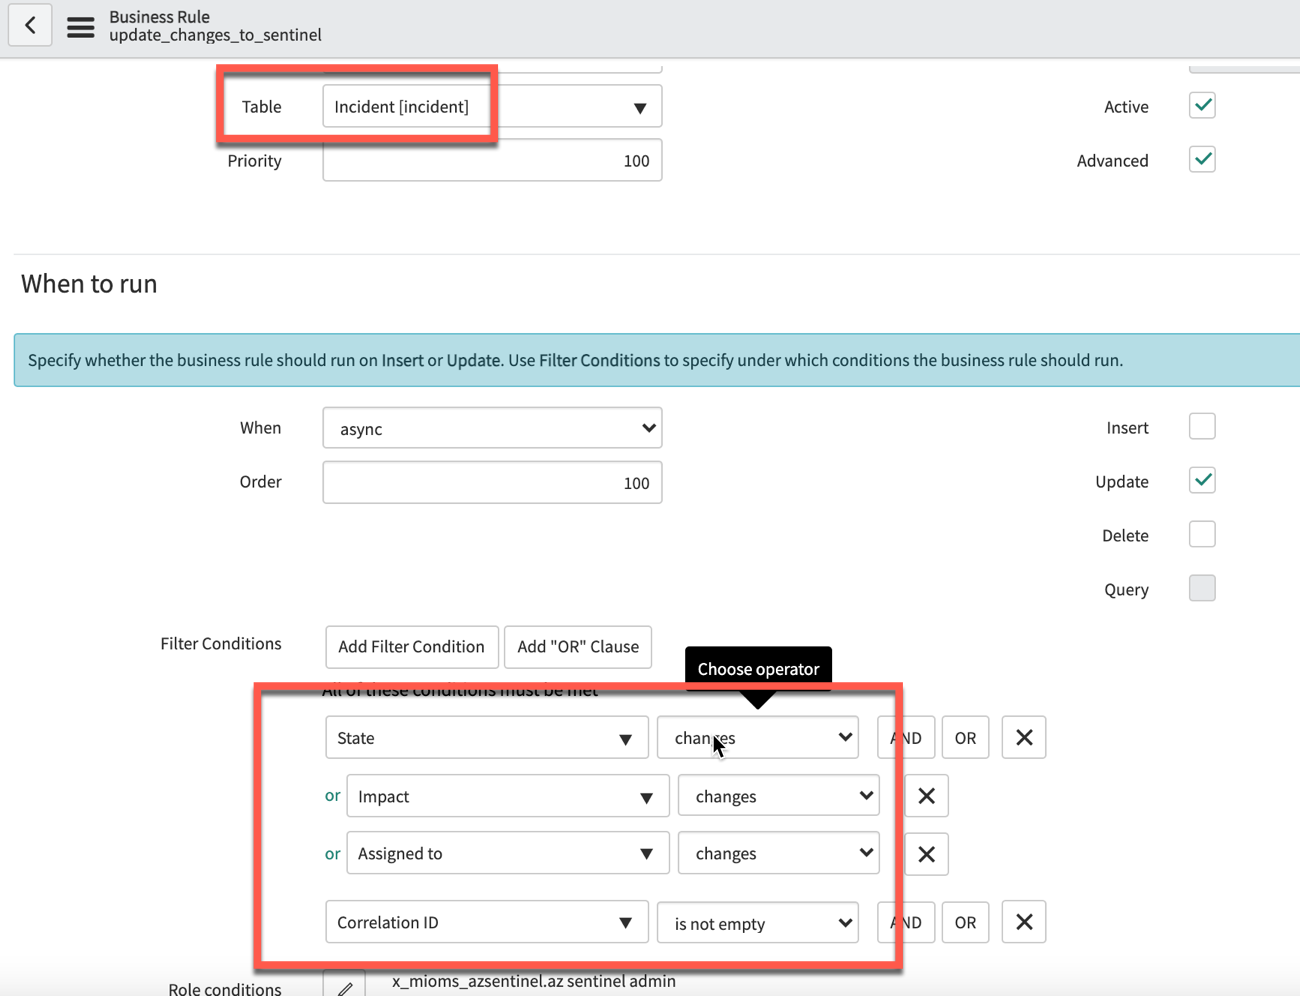 Business Rule
update_changes_to_sentinel
Table Incident [incident] Active
Priority 100 Advanced
When to run
Specify whether the business rule should run on Insert or Update. Use Filter Conditions to specify under which conditions the business rule should run.
When async Insert
Order 100 Update
Delete
Query
Filter Conditions Add Filter Condition Add "OR" Clause
Choose operator
All of these conditions must be met
State changes AND OR
or Impact changes
or Assigned to changes
Correlation ID is not empty AND OR
Role conditions x_mioms_azsentinel.az sentinel admin